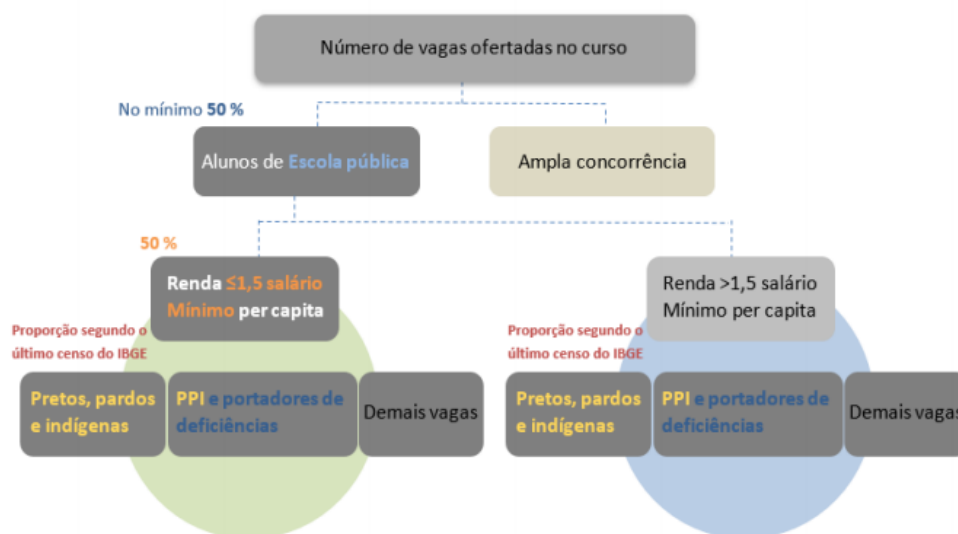 Número de vagas ofertadas no curso
No mínimo 50 %
Alunos de Escola pública
Ampla concorrência
50 %
Renda ≤1,5 salário
Mínimo per capita
Renda >1,5 salário
Mínimo per capita
Proporção segundo o
último censo do IBGE
Proporção segundo o
último censo do IBGE
Pretos, pardos
e indígenas
PPI e portadores de
deficiências
Demais vagas
Pretos, pardos
e indígenas
PPI e portadores de
deficiências
Demais vagas